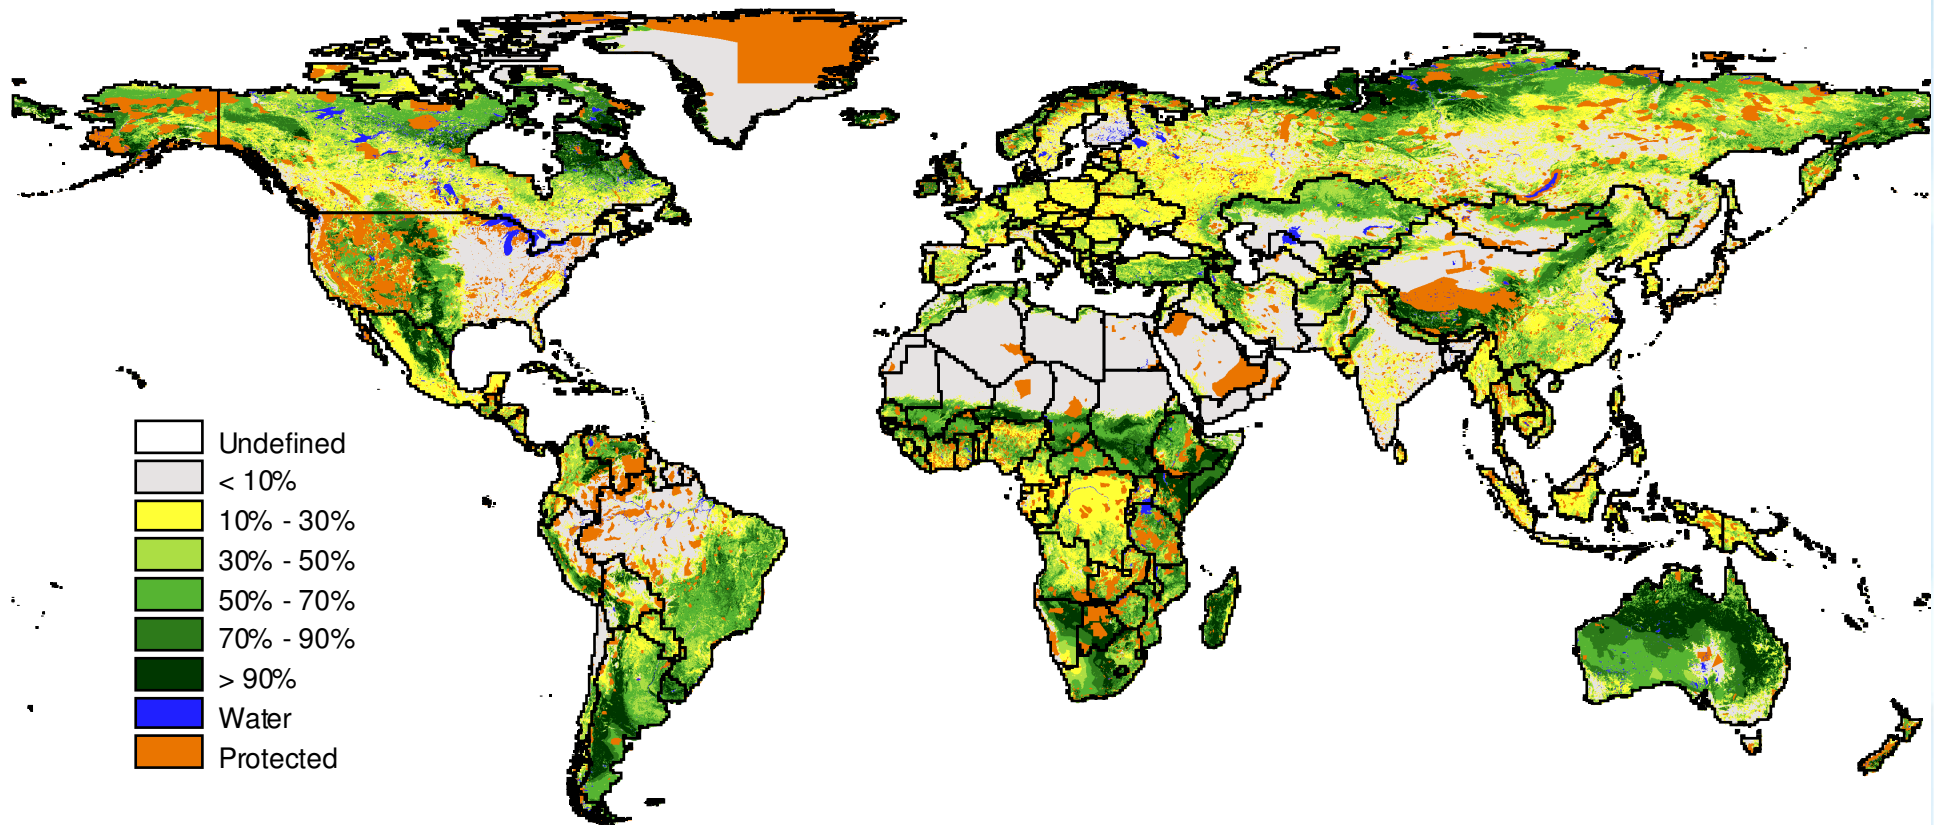 Undefined
< 10%
10% - 30%
30% - 50%
50% - 70%
70% - 90%
> 90%
Water
Protected